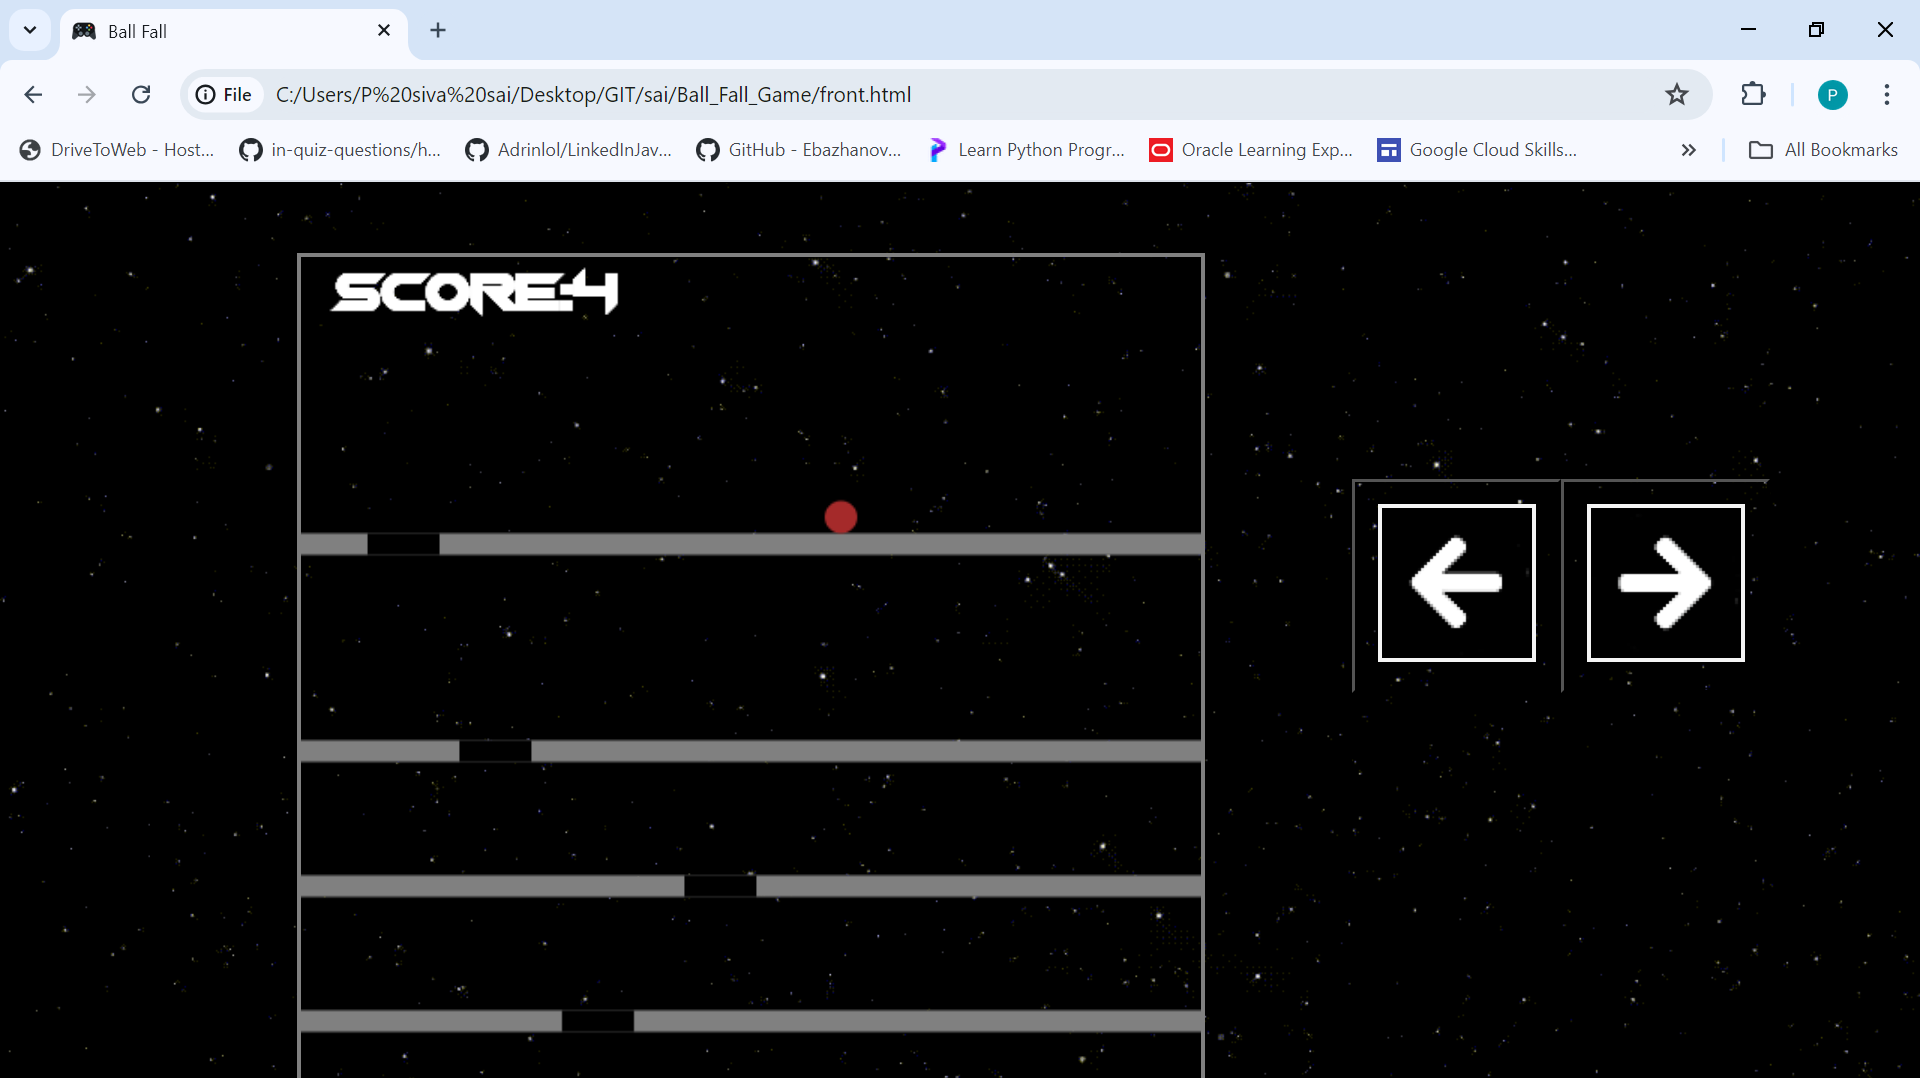 Ball Fall
File C:/Users/P%20siva%20sai/Desktop/GIT/sai/Ball_Fall_Game/front.html P
DriveToWeb - Host... in-quiz-questions/h... Adrinlol/LinkedInJav... GitHub - Ebazhanov... Learn Python Progr... Oracle Learning Exp... Google Cloud Skills... All Bookmarks
SCORE:4